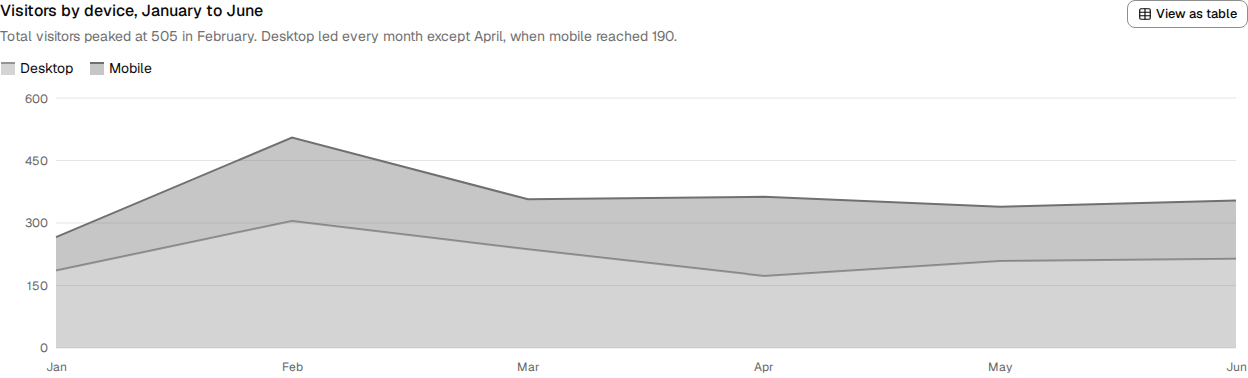 Visitors by device, January to June
View as table
Total visitors peaked at 505 in February. Desktop led every month except April, when mobile reached 190.
Desktop
Mobile
600
450
300
150
0
Jan
Feb
Mar
Apr
May
Jun